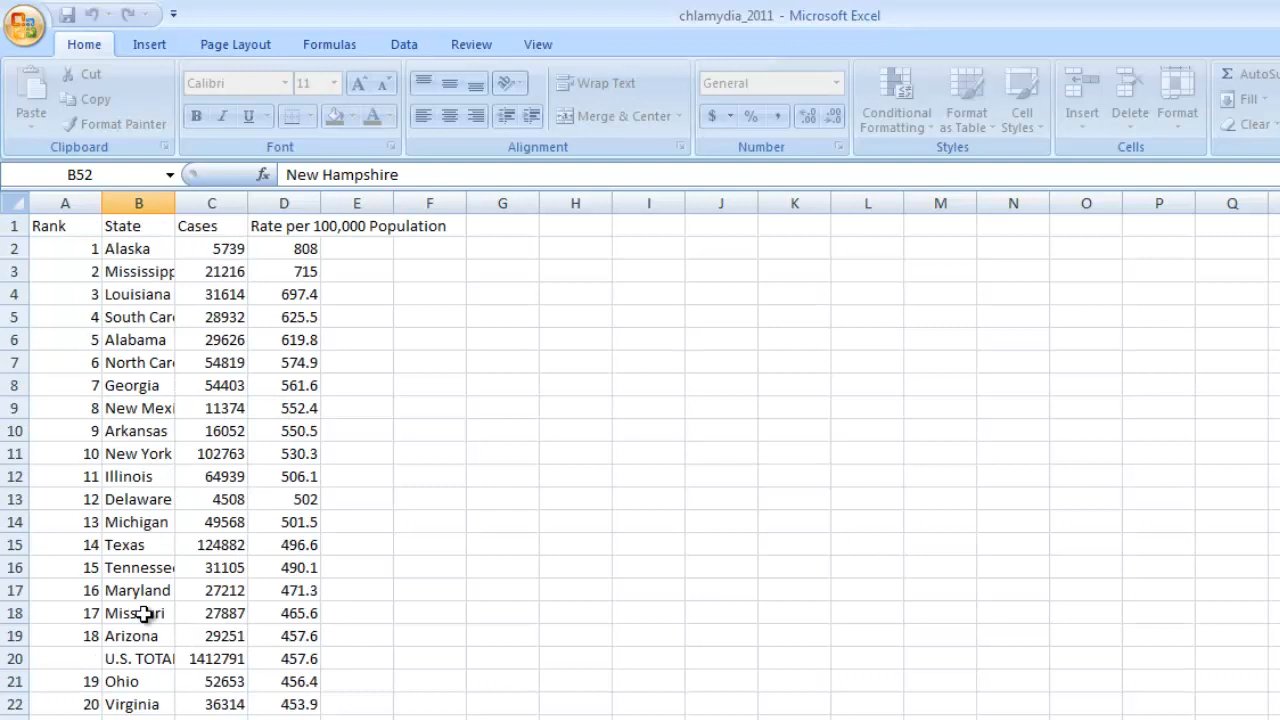 chlamydia_2011 - Microsoft Excel
Home Insert Page Layout Formulas Data Review View
Paste Cut Copy Format Painter Clipboard
Calibri 11 B I U Font
Wrap Text Merge & Center Alignment
General $ % , Number
Conditional Formatting Format as Table Cell Styles Styles
Insert Delete Format Cells
Σ AutoSu Fill Clear
B52 fx New Hampshire
A B C D E F G H I J K L M N O P Q
1 Rank State Cases Rate per 100,000 Population
2 1 Alaska 5739 808
3 2 Mississipp 21216 715
4 3 Louisiana 31614 697.4
5 4 South Car 28932 625.5
6 5 Alabama 29626 619.8
7 6 North Car 54819 574.9
8 7 Georgia 54403 561.6
9 8 New Mexi 11374 552.4
10 9 Arkansas 16052 550.5
11 10 New York 102763 530.3
12 11 Illinois 64939 506.1
13 12 Delaware 4508 502
14 13 Michigan 49568 501.5
15 14 Texas 124882 496.6
16 15 Tennessee 31105 490.1
17 16 Maryland 27212 471.3
18 17 Missouri 27887 465.6
19 18 Arizona 29251 457.6
20 U.S. TOTAL 1412791 457.6
21 19 Ohio 52653 456.4
22 20 Virginia 36314 453.9